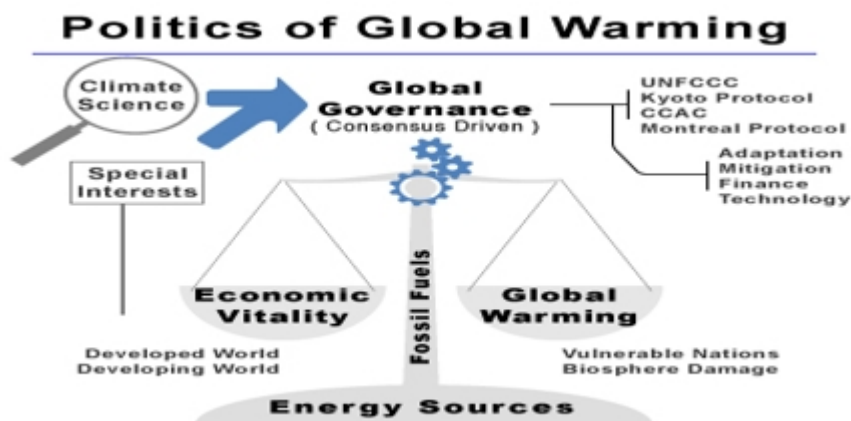 Politics of Global Warming
Climate
Science
Global
Governance
( Consensus Driven )
UNFCCC
Kyoto Protocol
CCAC
Montreal Protocol
Adaptation
Mitigation
Finance
Technology
Special
Interests
Economic
Vitality
Fossil Fuels
Global
Warming
Developed World
Developing World
Vulnerable Nations
Biosphere Damage
Energy Sources